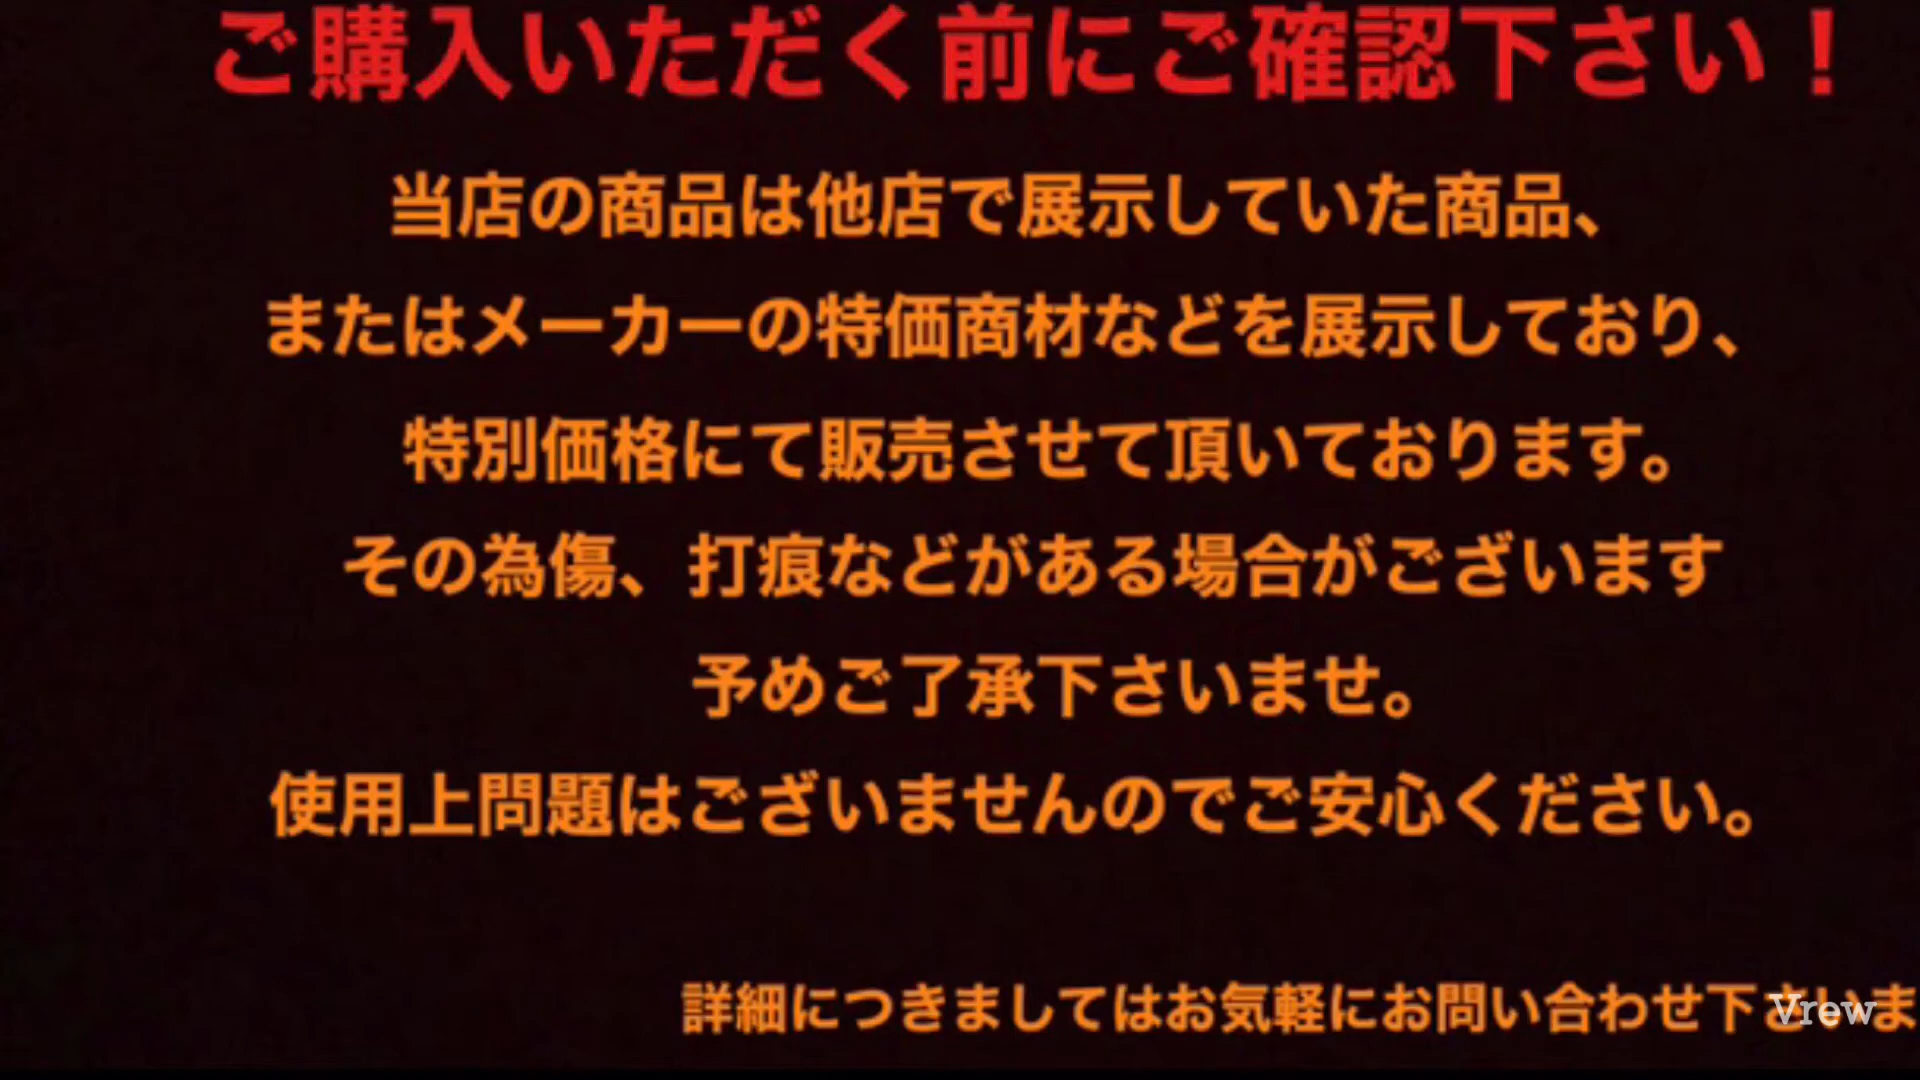 ご購入いただく前にご確認下さい！
当店の商品は他店で展示していた商品、
またはメーカーの特価商材などを展示しており、
特別価格にて販売させて頂いております。
その為傷、打痕などがある場合がございます
予めご了承下さいませ。
使用上問題はございませんのでご安心ください。
詳細につきましてはお気軽にお問い合わせ下さいま
Vrew